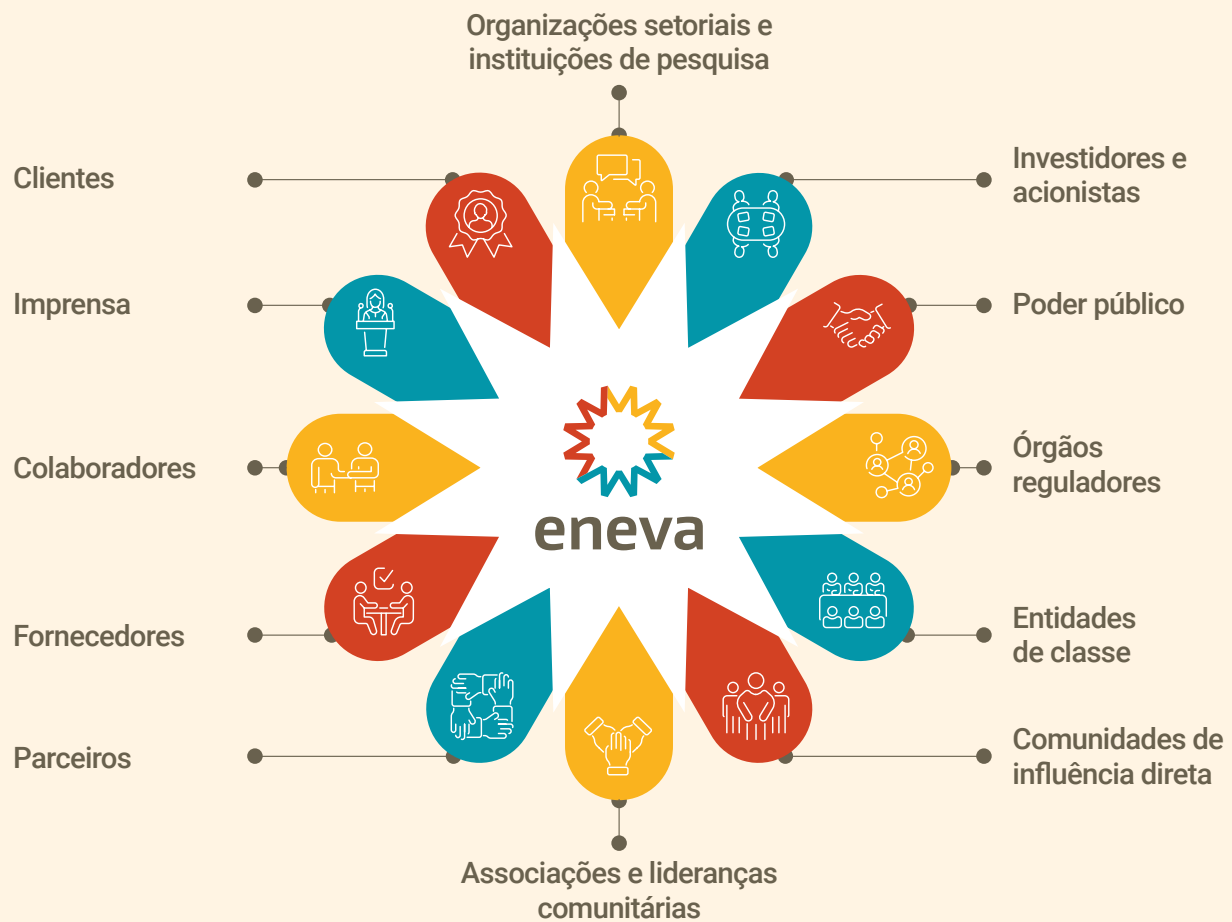 Organizações setoriais e
instituições de pesquisa
Clientes
Investidores e
acionistas
Imprensa
Poder público
Colaboradores
Órgãos
reguladores
eneva
Fornecedores
Entidades
de classe
Parceiros
Comunidades de
influência direta
Associações e lideranças
comunitárias